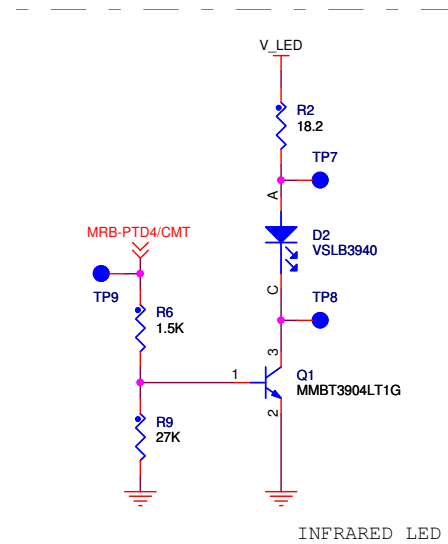 V_LED
R2
18.2
TP7
A
D2
VSLB3940
MRB-PTD4/CMT
TP9
C
TP8
R6
1.5K
3
1
Q1
MMBT3904LT1G
2
R9
27K
INFRARED LED